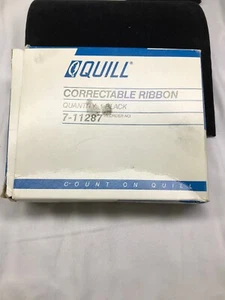 QUILL
CORRECTABLE RIBBON
QUANTITY BLACK
7-11287
COUNT ON QUILL